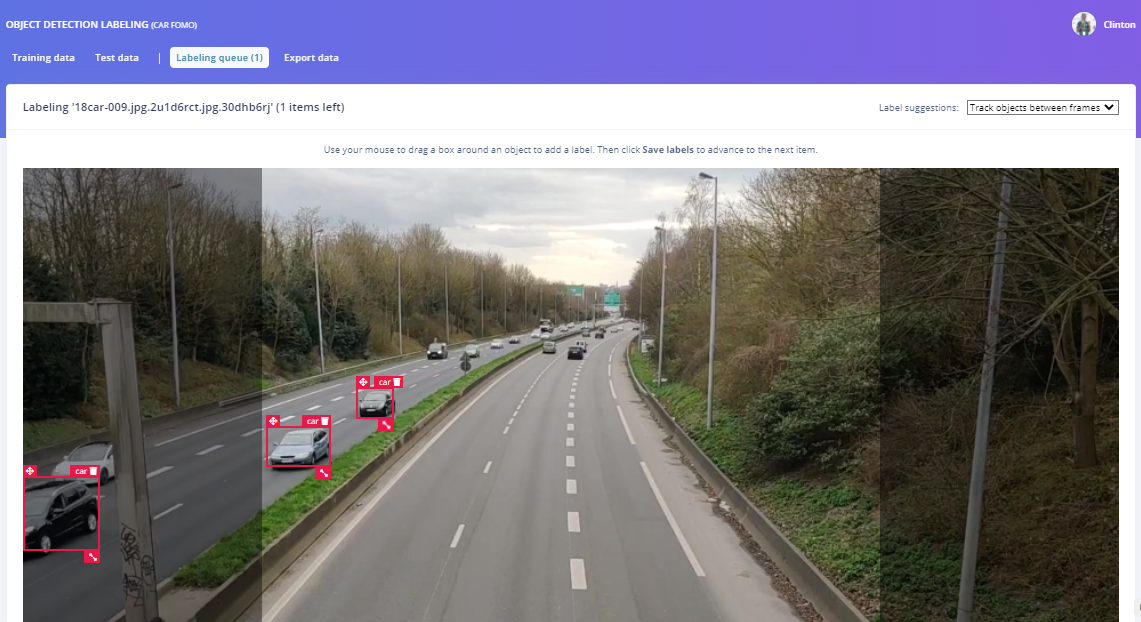 OBJECT DETECTION LABELING (CAR FOMO)
Clinton
Training data
Test data
Labeling queue (1)
Export data
Labeling '18car-009.jpg.2u1d6rct.jpg.30dhb6rj' (1 items left)
Label suggestions:
Track objects between frames
Use your mouse to drag a box around an object to add a label. Then click Save labels to advance to the next item.
car
car
car